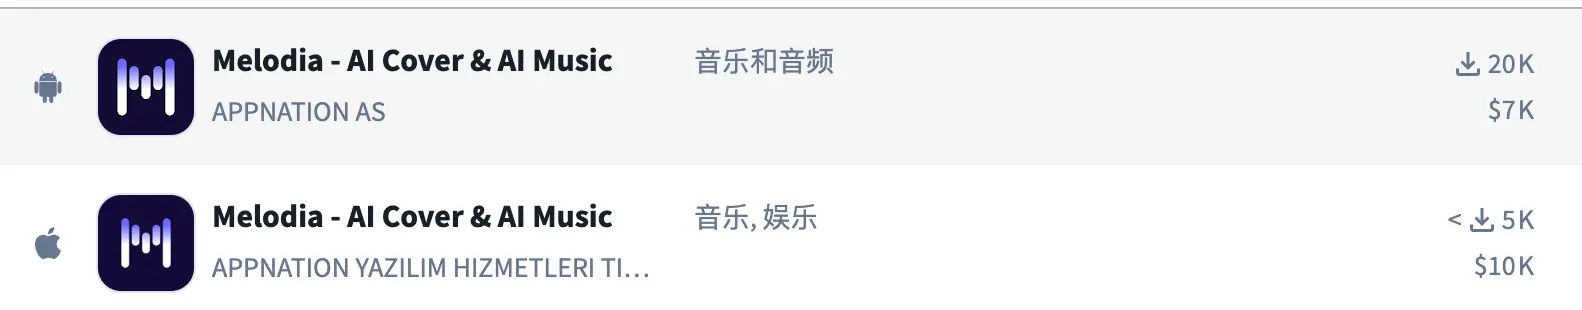 Melodia - AI Cover & AI Music 音乐和音频 20K
APPNATION AS $7K
Melodia - AI Cover & AI Music 音乐, 娱乐 < 5K
APPNATION YAZILIM HIZMETLERI TI... $10K